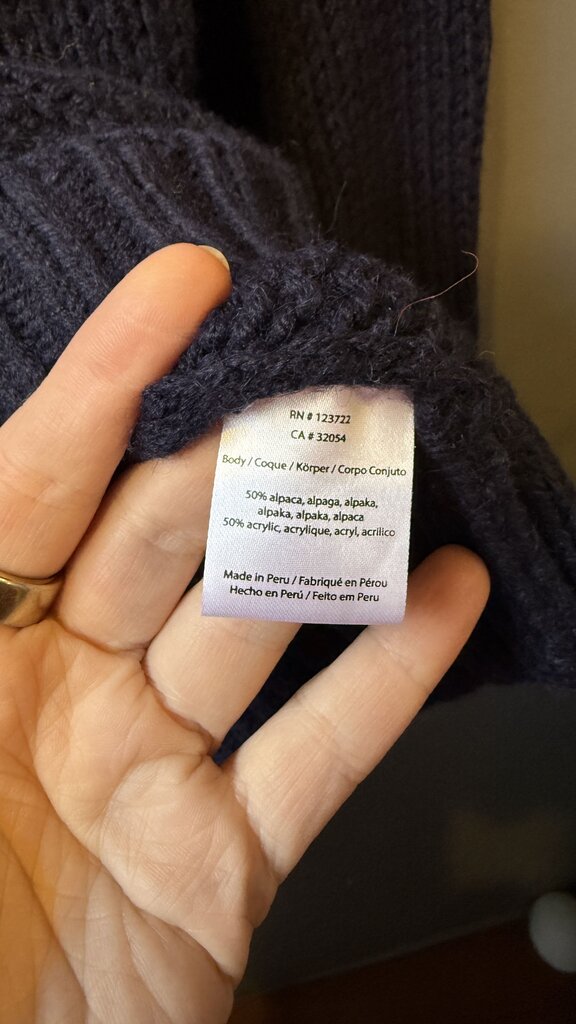 RN # 123722
CA # 32054
Body / Coque / Körper / Corpo Conjuto
50% alpaca, alpaga, alpaka,
alpaka, alpaka, alpaca
50% acrylic, acrylique, acryl, acrilico
Made in Peru / Fabriqué en Pérou
Hecho en Perú / Feito em Peru